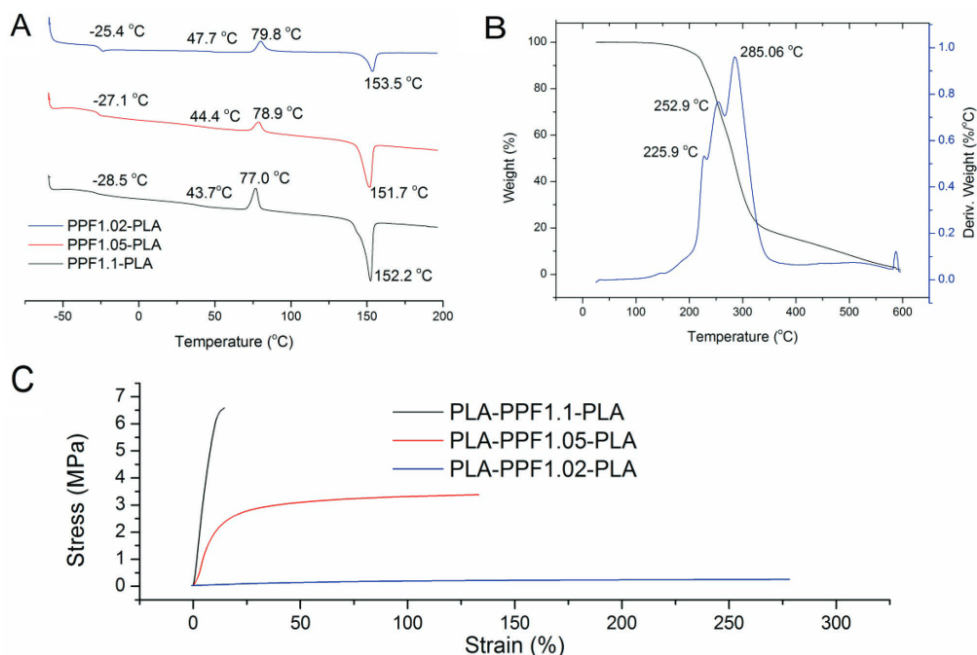 A
-25.4 °C
47.7 °C
79.8 °C
153.5 °C
-27.1 °C
44.4 °C
78.9 °C
151.7 °C
-28.5 °C
43.7°C
77.0 °C
152.2 °C
PPF1.02-PLA
PPF1.05-PLA
PPF1.1-PLA
-50 0 50 100 150 200
Temperature (°C)
B
100
80
60
40
20
0
Weight (%)
225.9 °C
252.9 °C
285.06 °C
1.0
0.8
0.6
0.4
0.2
0.0
Deriv. Weight (%/°C)
0 100 200 300 400 500 600
Temperature (°C)
C
7
6
5
4
3
2
1
0
Stress (MPa)
PLA-PPF1.1-PLA
PLA-PPF1.05-PLA
PLA-PPF1.02-PLA
0 50 100 150 200 250 300
Strain (%)